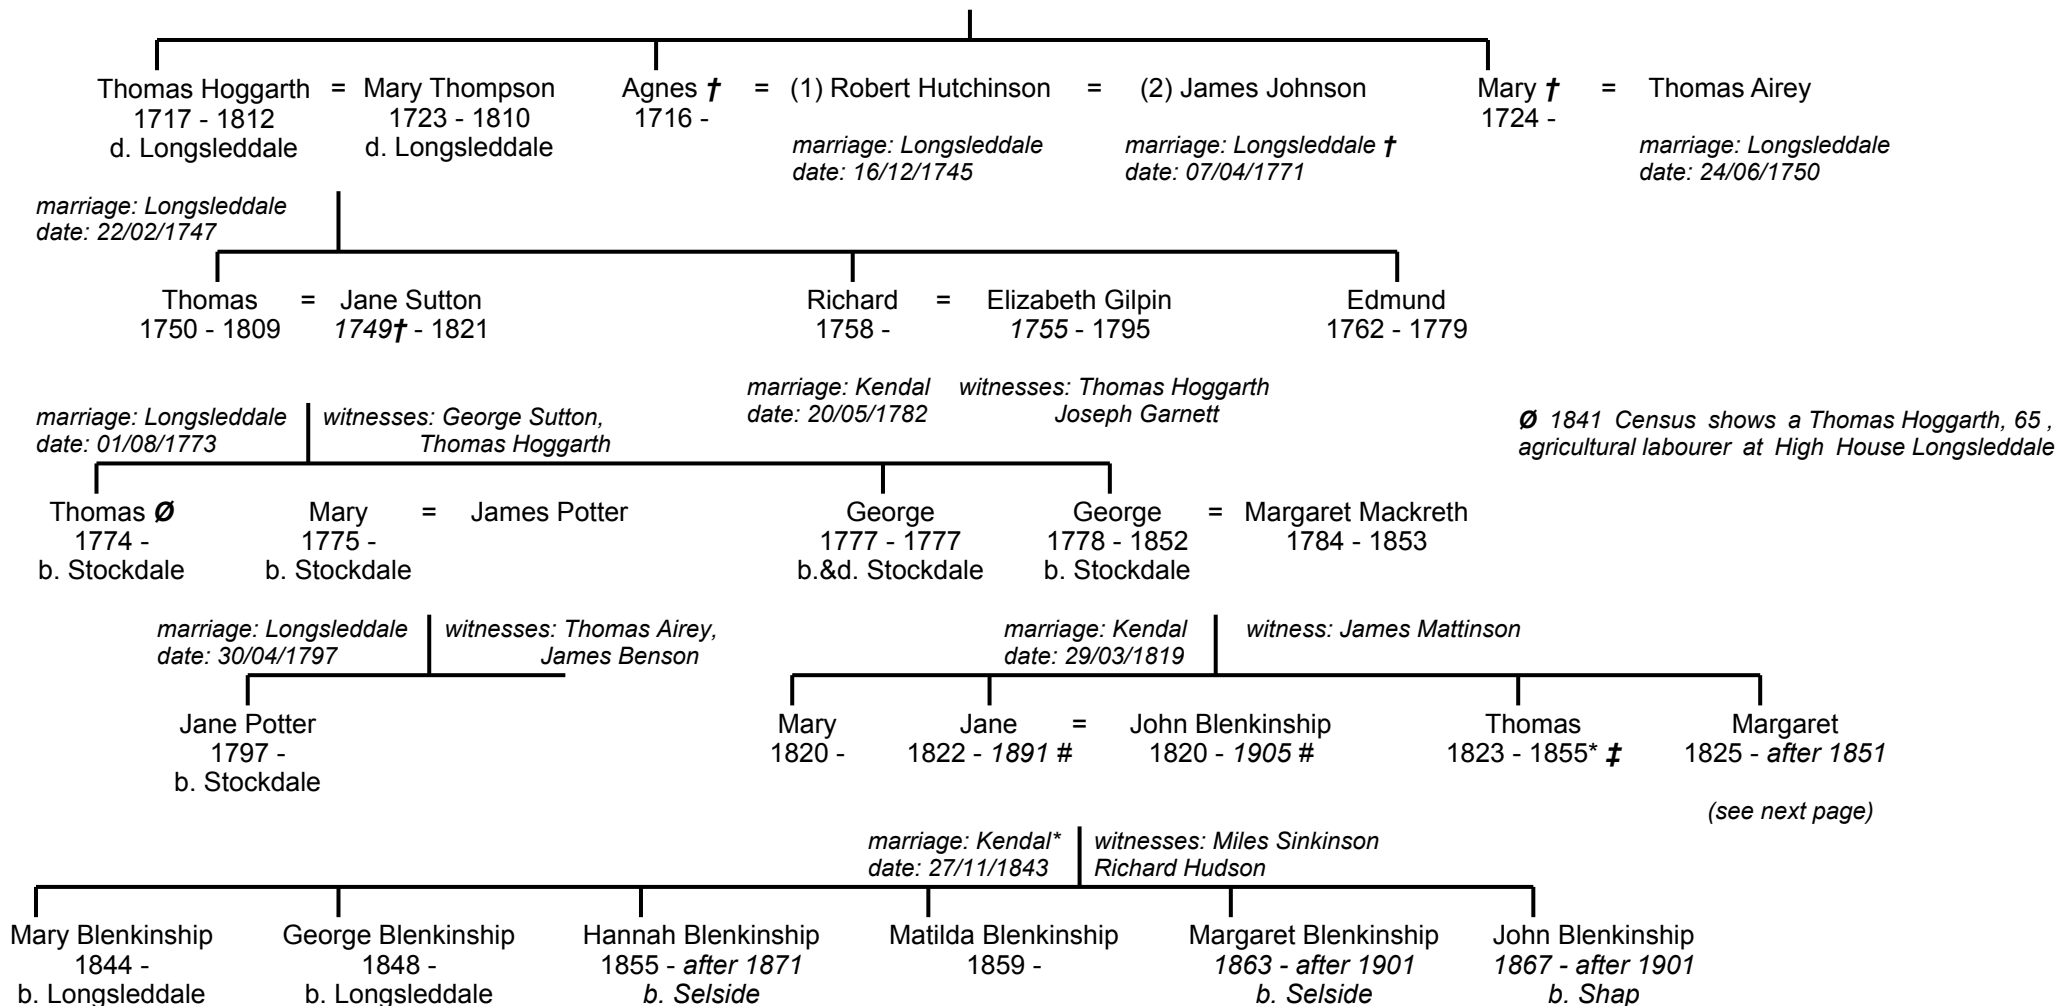 Thomas Hoggarth = Mary Thompson Agnes † = (1) Robert Hutchinson = (2) James Johnson Mary † = Thomas Airey
1717 - 1812 1723 - 1810 1716 - 1724 -
d. Longsleddale d. Longsleddale marriage: Longsleddale marriage: Longsleddale † marriage: Longsleddale
date: 16/12/1745 date: 07/04/1771 date: 24/06/1750
marriage: Longsleddale
date: 22/02/1747
Thomas = Jane Sutton Richard = Elizabeth Gilpin Edmund
1750 - 1809 1749† - 1821 1758 - 1755 - 1795 1762 - 1779
marriage: Kendal witnesses: Thomas Hoggarth
date: 20/05/1782 Joseph Garnett
marriage: Longsleddale witnesses: George Sutton, Ø 1841 Census shows a Thomas Hoggarth, 65 ,
date: 01/08/1773 Thomas Hoggarth agricultural labourer at High House Longsleddale
Thomas Ø Mary = James Potter George George = Margaret Mackreth
1774 - 1775 - 1777 - 1777 1778 - 1852 1784 - 1853
b. Stockdale b. Stockdale b.&d. Stockdale b. Stockdale
marriage: Longsleddale witnesses: Thomas Airey, marriage: Kendal witness: James Mattinson
date: 30/04/1797 James Benson date: 29/03/1819
Jane Potter Mary Jane = John Blenkinship Thomas Margaret
1797 - 1820 - 1822 - 1891 # 1820 - 1905 # 1823 - 1855* ‡ 1825 - after 1851
b. Stockdale
(see next page)
marriage: Kendal* witnesses: Miles Sinkinson
date: 27/11/1843 Richard Hudson
Mary Blenkinship George Blenkinship Hannah Blenkinship Matilda Blenkinship Margaret Blenkinship John Blenkinship
1844 - 1848 - 1855 - after 1871 1859 - 1863 - after 1901 1867 - after 1901
b. Longsleddale b. Longsleddale b. Selside b. Selside b. Shap